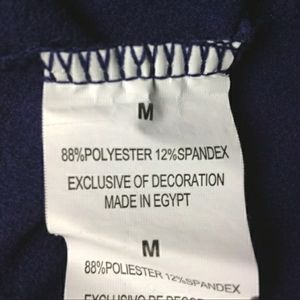 M
88%POLYESTER 12%SPANDEX
EXCLUSIVE OF DECORATION
MADE IN EGYPT
M
88%POLIESTER 12%SPANDEX